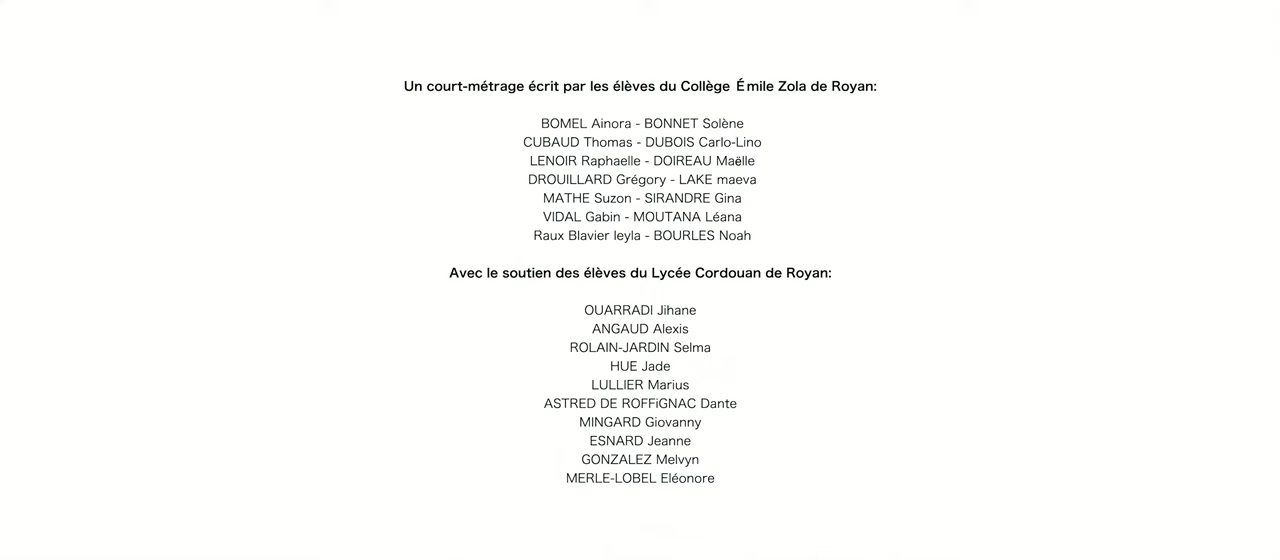 Un court-métrage écrit par les élèves du Collège Émile Zola de Royan:
BOMEL Ainora - BONNET Solène
CUBAUD Thomas - DUBOIS Carlo-Lino
LENOIR Raphaelle - DOIREAU Maëlle
DROUILLARD Grégory - LAKE maeva
MATHE Suzon - SIRANDRE Gina
VIDAL Gabin - MOUTANA Léana
Raux Blavier leyla - BOURLES Noah
Avec le soutien des élèves du Lycée Cordouan de Royan:
OUARRADI Jihane
ANGAUD Alexis
ROLAIN-JARDIN Selma
HUE Jade
LULLIER Marius
ASTRED DE ROFFiGNAC Dante
MINGARD Giovanny
ESNARD Jeanne
GONZALEZ Melvyn
MERLE-LOBEL Eléonore